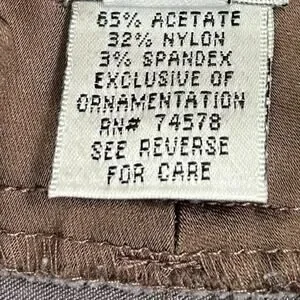 65% ACETATE
32% NYLON
3% SPANDEX
EXCLUSIVE OF
ORNAMENTATION
RN# 74578
SEE REVERSE
FOR CARE